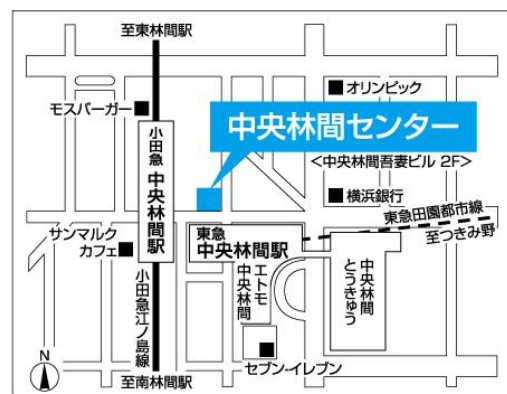 至東林間駅
オリンピック
モスバーガー
中央林間センター
＜中央林間吾妻ビル 2F＞
小田急 中央林間駅
横浜銀行
東急田園都市線
至つきみ野
サンマルク
カフェ
東急
中央林間駅
エトモ
中央林間
中央林間
とうきゅう
小田急江ノ島線
セブン-イレブン
N
至南林間駅